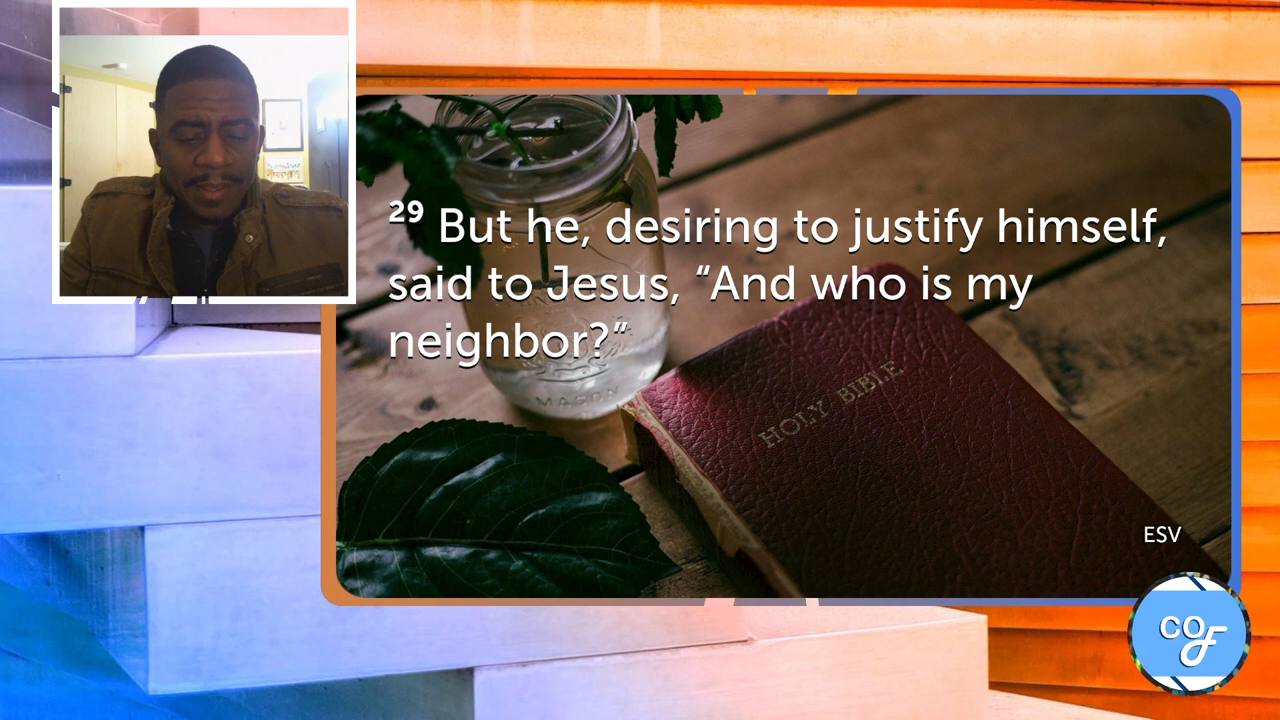 29 But he, desiring to justify himself,
said to Jesus, “And who is my
neighbor?”
MASON
HOLY BIBLE
ESV
COF